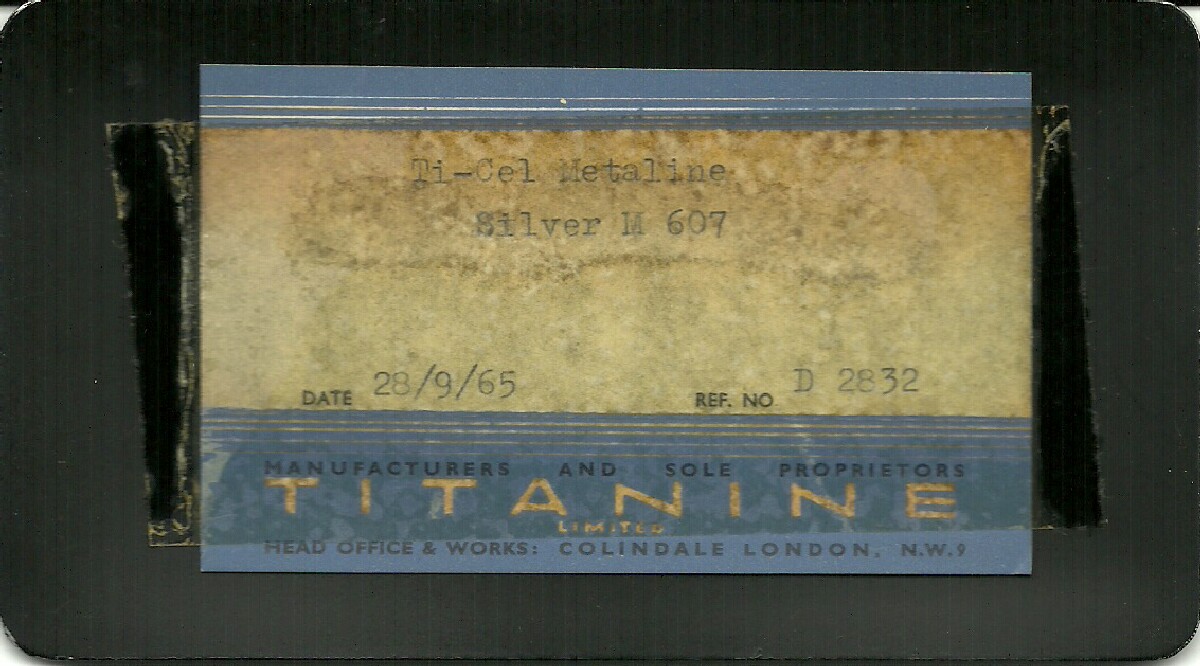 Ti-Cel Metaline
Silver M 607
DATE 28/9/65 REF. NO D 2832
MANUFACTURERS AND SOLE PROPRIETORS
TITANINE
LIMITED
HEAD OFFICE & WORKS: COLINDALE LONDON, N.W.9